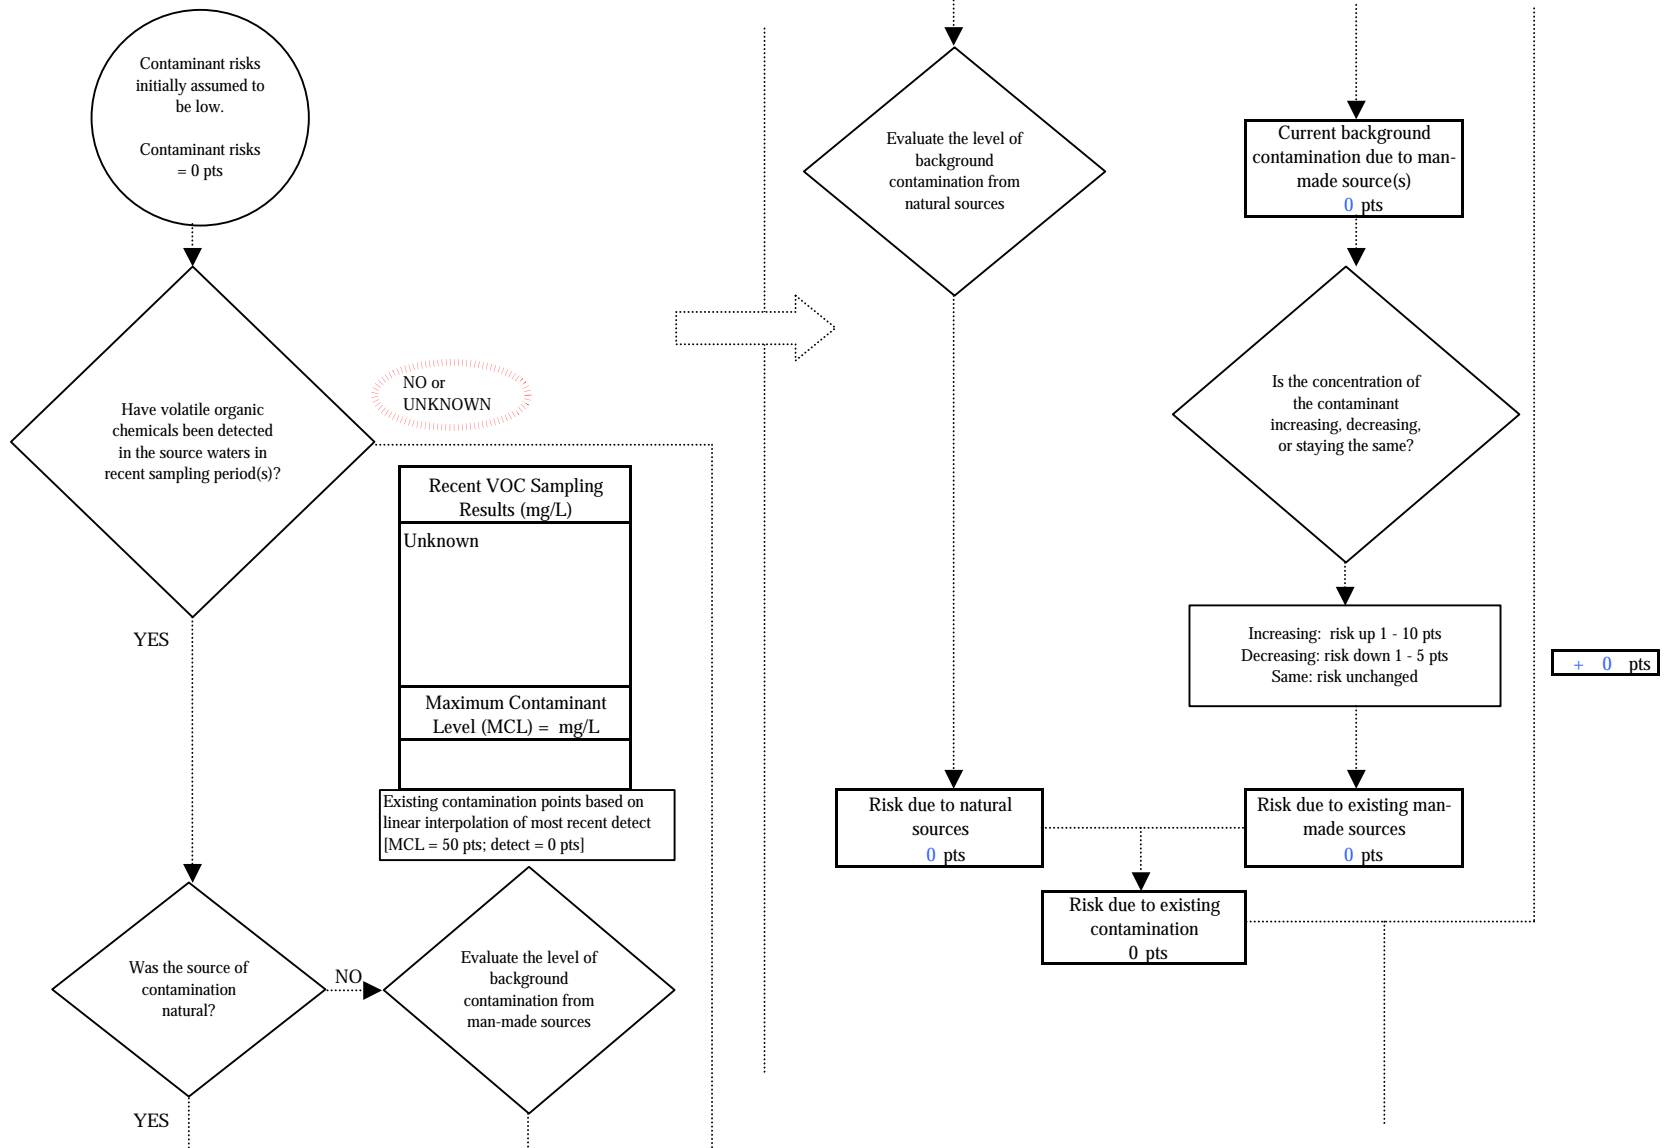 Contaminant risks
initially assumed to
be low.
Contaminant risks
= 0 pts
Have volatile organic
chemicals been detected
in the source waters in
recent sampling period(s)?
NO or
UNKNOWN
YES
Recent VOC Sampling
Results (mg/L)
Unknown
Maximum Contaminant
Level (MCL) = mg/L
Existing contamination points based on
linear interpolation of most recent detect
[MCL = 50 pts; detect = 0 pts]
Was the source of
contamination
natural?
NO
Evaluate the level of
background
contamination from
man-made sources
YES
Evaluate the level of
background
contamination from
natural sources
Current background
contamination due to man-
made source(s)
0 pts
Is the concentration of
the contaminant
increasing, decreasing,
or staying the same?
Increasing: risk up 1 - 10 pts
Decreasing: risk down 1 - 5 pts
Same: risk unchanged
+ 0 pts
Risk due to natural
sources
0 pts
Risk due to existing man-
made sources
0 pts
Risk due to existing
contamination
0 pts